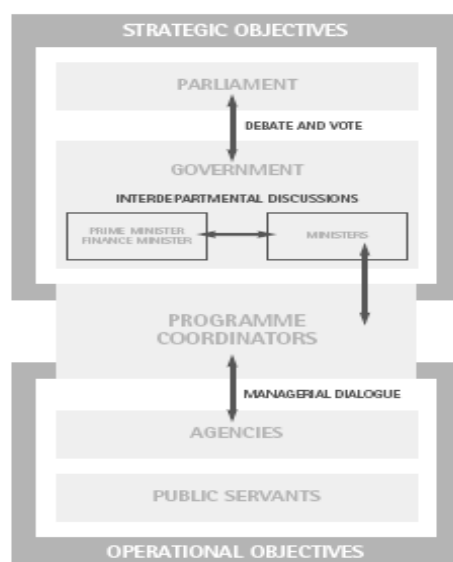 STRATEGIC OBJECTIVES
PARLIAMENT
DEBATE AND VOTE
GOVERNMENT
INTERDEPARTMENTAL DISCUSSIONS
PRIME MINISTER
FINANCE MINISTER
MINISTERS
PROGRAMME
COORDINATORS
MANAGERIAL DIALOGUE
AGENCIES
PUBLIC SERVANTS
OPERATIONAL OBJECTIVES